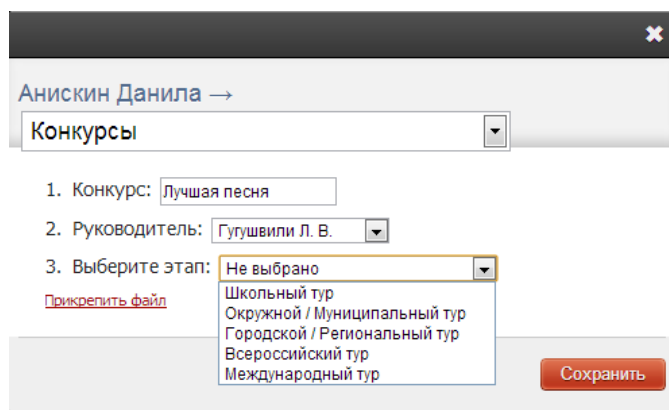 Анискин Данила →
Конкурсы
1. Конкурс: Лучшая песня
2. Руководитель: Гугушвили Л. В.
3. Выберите этап: Не выбрано
Школьный тур
Окружной / Муниципальный тур
Городской / Региональный тур
Всероссийский тур
Международный тур
Прикрепить файл
Сохранить